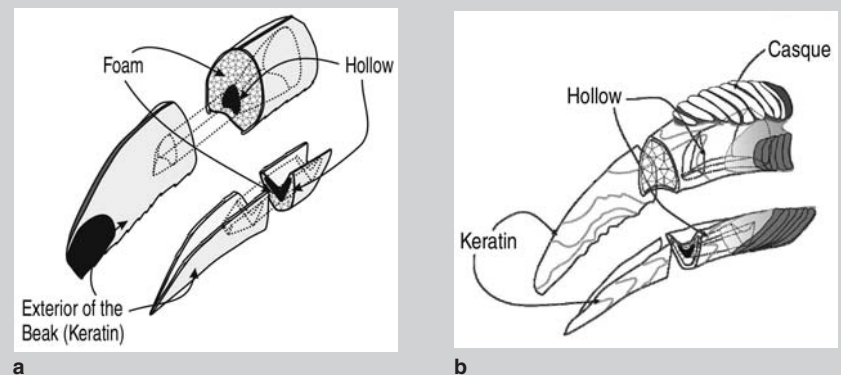 Foam
Hollow
Exterior of the
Beak (Keratin)
a
Casque
Hollow
Keratin
b